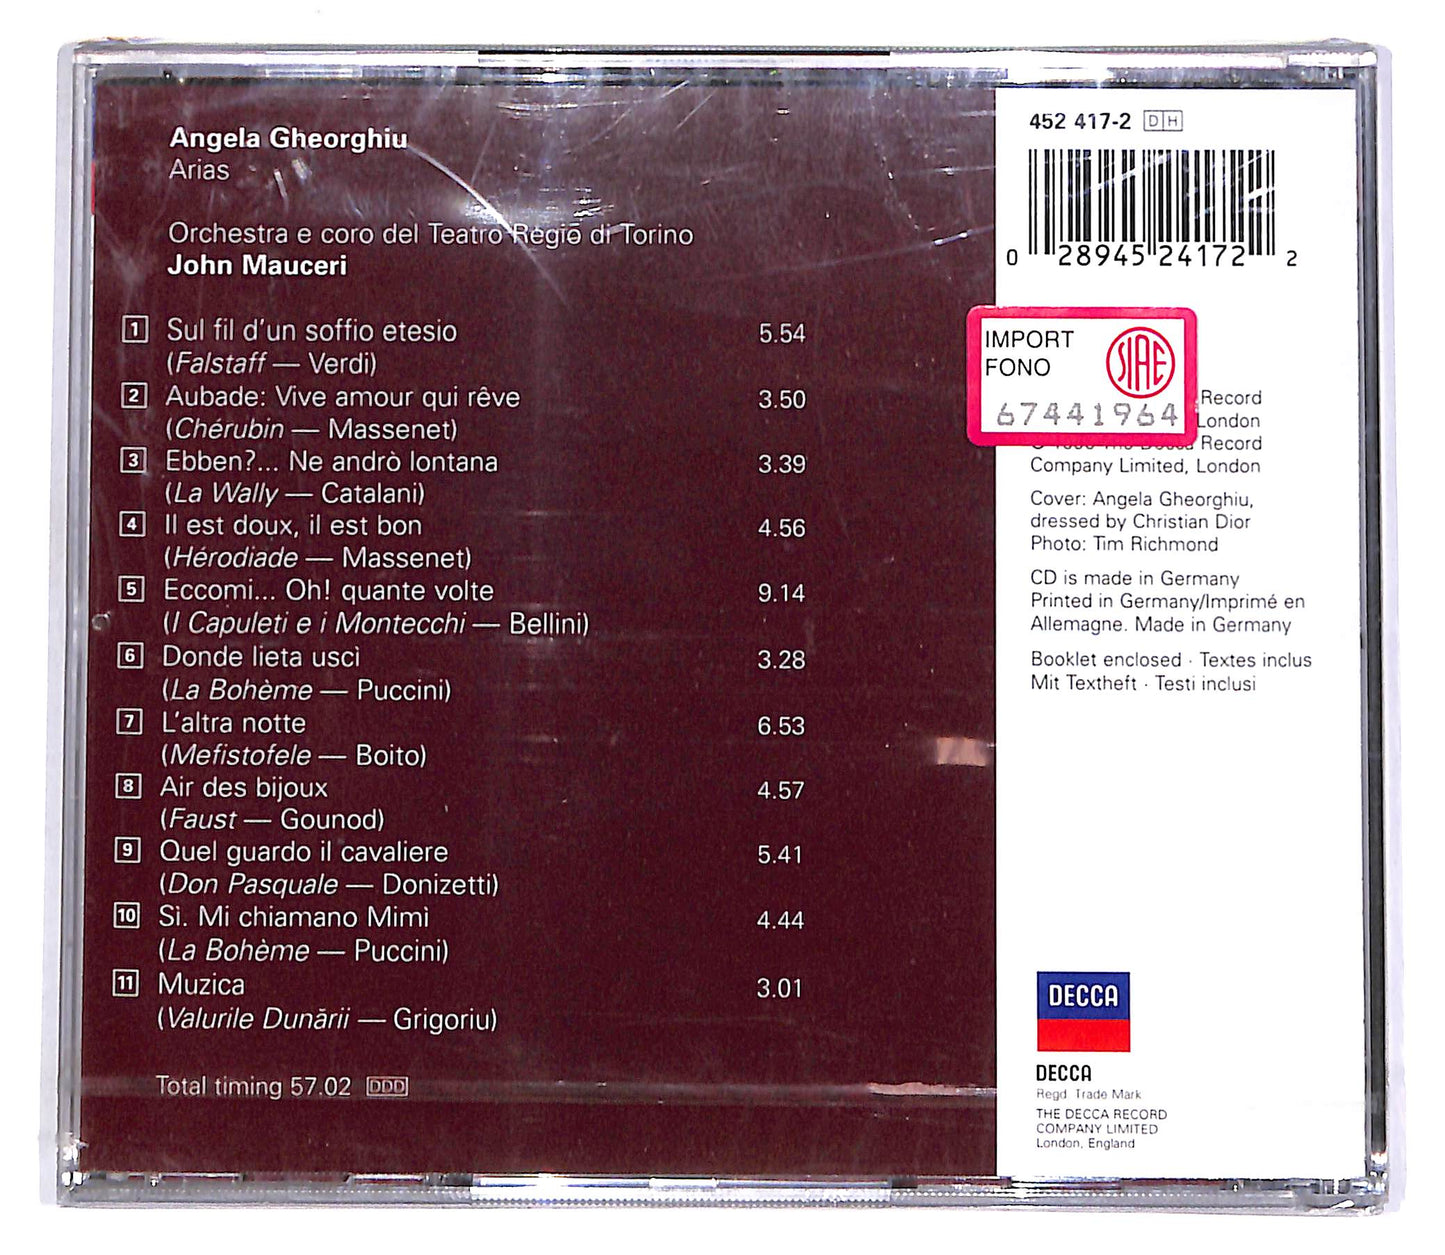 Angela Gheorghiu
Arias
Orchestra e coro del Teatro Regio di Torino
John Mauceri
1 Sul fil d'un soffio etesio 5.54
(Falstaff — Verdi)
2 Aubade: Vive amour qui rêve 3.50
(Chérubin — Massenet)
3 Ebben?... Ne andrò lontana 3.39
(La Wally — Catalani)
4 Il est doux, il est bon 4.56
(Hérodiade — Massenet)
5 Eccomi... Oh! quante volte 9.14
(I Capuleti e i Montecchi — Bellini)
6 Donde lieta uscì 3.28
(La Bohème — Puccini)
7 L'altra notte 6.53
(Mefistofele — Boito)
8 Air des bijoux 4.57
(Faust — Gounod)
9 Quel guardo il cavaliere 5.41
(Don Pasquale — Donizetti)
10 Sì. Mi chiamano Mimì 4.44
(La Bohème — Puccini)
11 Muzica 3.01
(Valurile Dunării — Grigoriu)
Total timing 57.02 DDD
452 417-2 DH
0 28945 24172 2
IMPORT
FONO
SIAE
67441964
Record
London
Record
Company Limited, London
Cover: Angela Gheorghiu,
dressed by Christian Dior
Photo: Tim Richmond
CD is made in Germany
Printed in Germany/Imprimé en
Allemagne. Made in Germany
Booklet enclosed · Textes inclus
Mit Textheft · Testi inclusi
DECCA
DECCA
Regd. Trade Mark
THE DECCA RECORD
COMPANY LIMITED
London, England